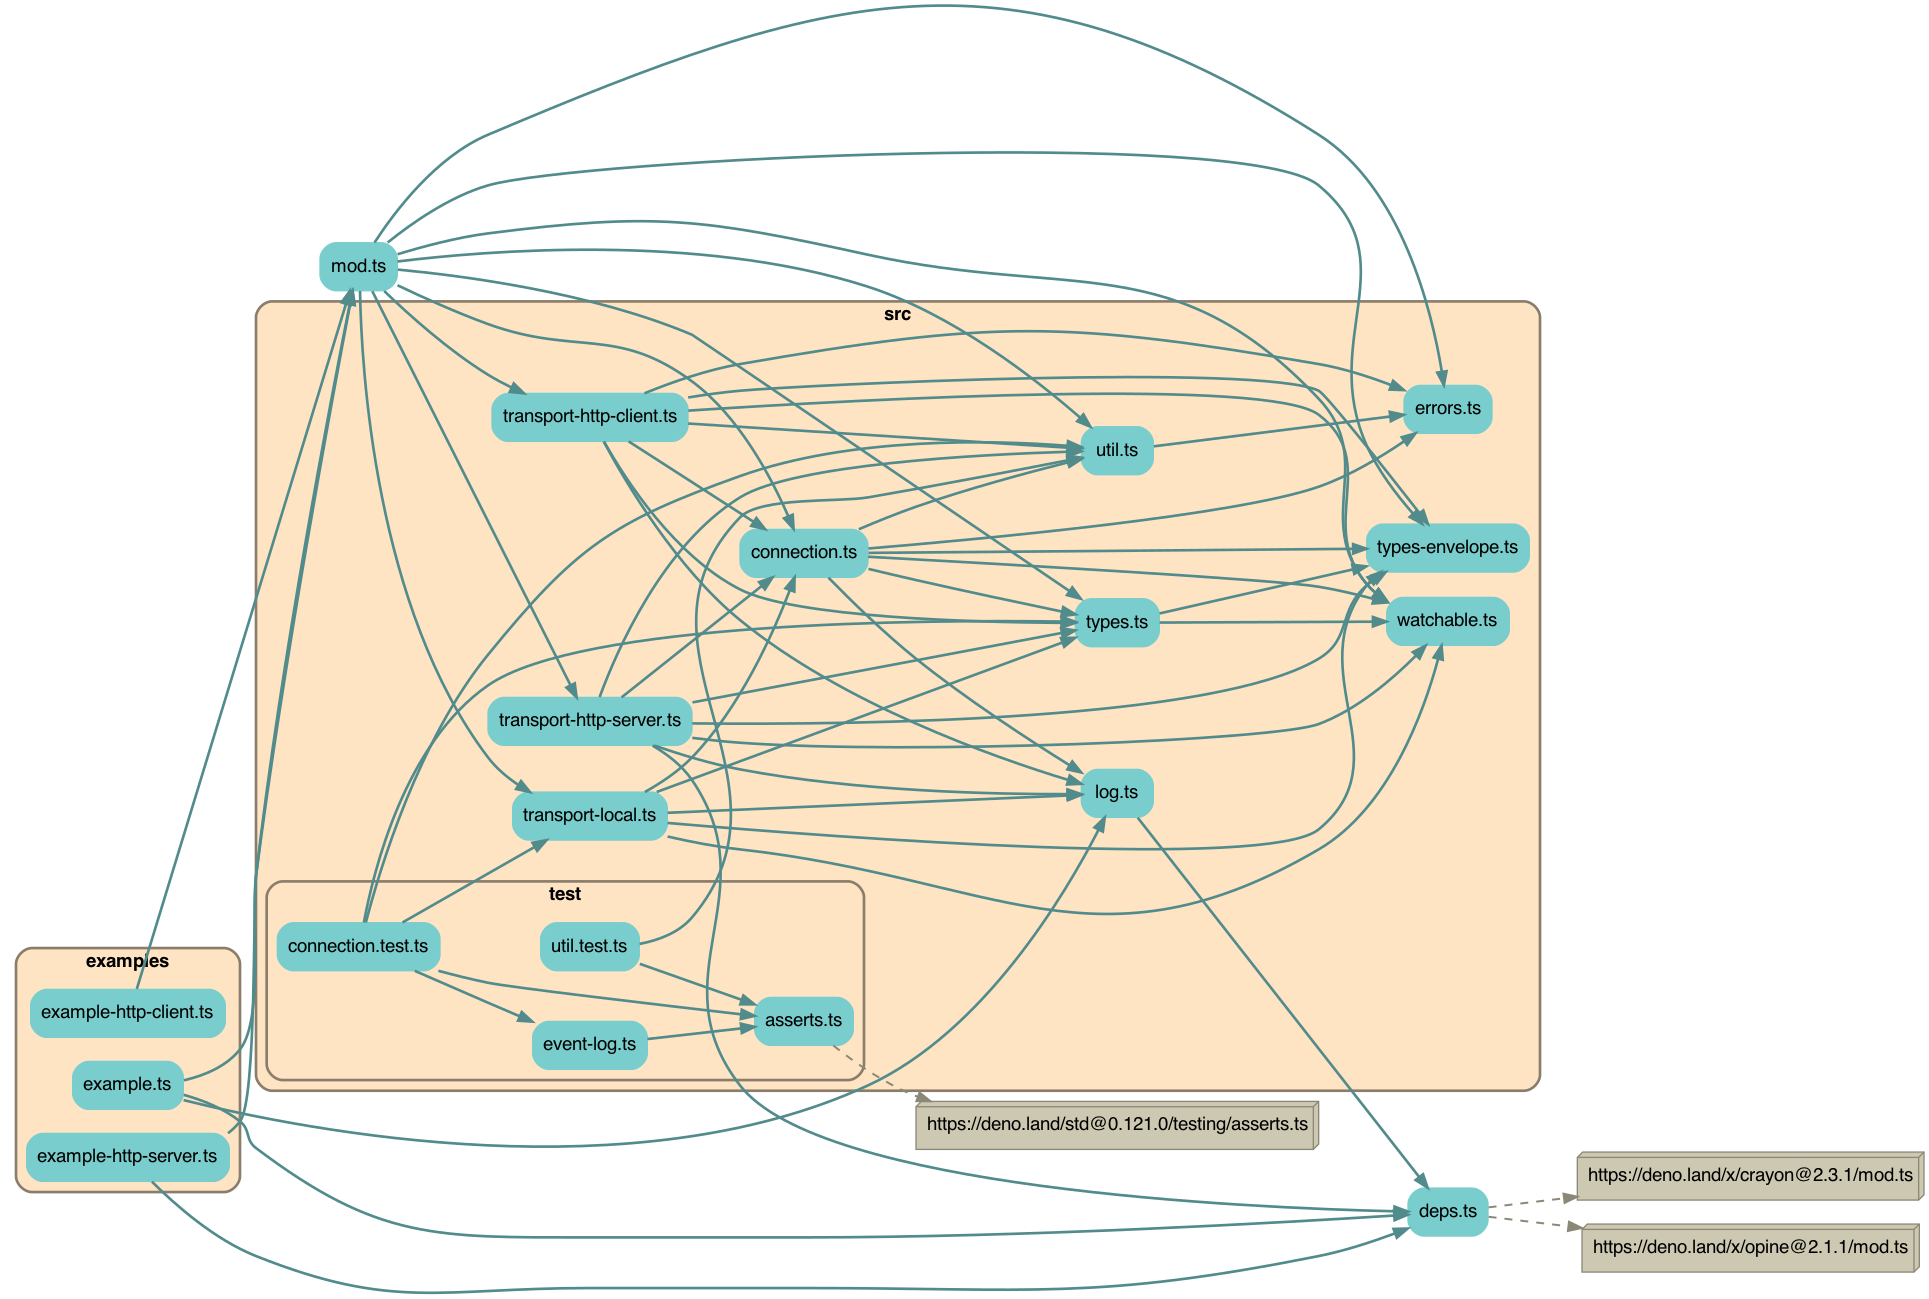 mod.ts
src
transport-http-client.ts
errors.ts
util.ts
connection.ts
types-envelope.ts
types.ts
watchable.ts
transport-http-server.ts
log.ts
transport-local.ts
test
connection.test.ts
util.test.ts
asserts.ts
event-log.ts
examples
example-http-client.ts
example.ts
example-http-server.ts
https://deno.land/std@0.121.0/testing/asserts.ts
deps.ts
https://deno.land/x/crayon@2.3.1/mod.ts
https://deno.land/x/opine@2.1.1/mod.ts